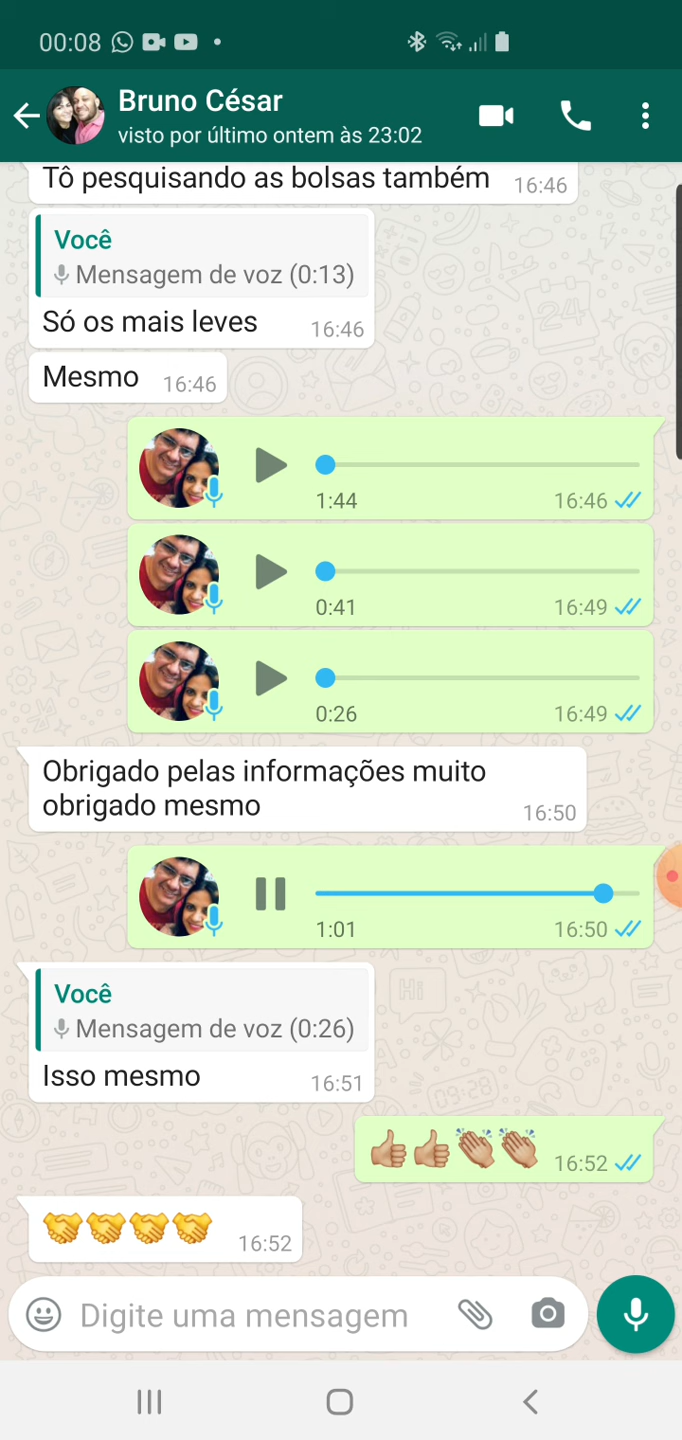 00:08
Bruno César
visto por último ontem às 23:02
Tô pesquisando as bolsas também 16:46
Você
Mensagem de voz (0:13)
Só os mais leves 16:46
Mesmo 16:46
1:44 16:46
0:41 16:49
0:26 16:49
Obrigado pelas informações muito
obrigado mesmo 16:50
1:01 16:50
Você
Mensagem de voz (0:26)
Isso mesmo 16:51
👍🏼👍🏼👏🏼👏🏼 16:52
🤝🤝🤝🤝 16:52
Digite uma mensagem